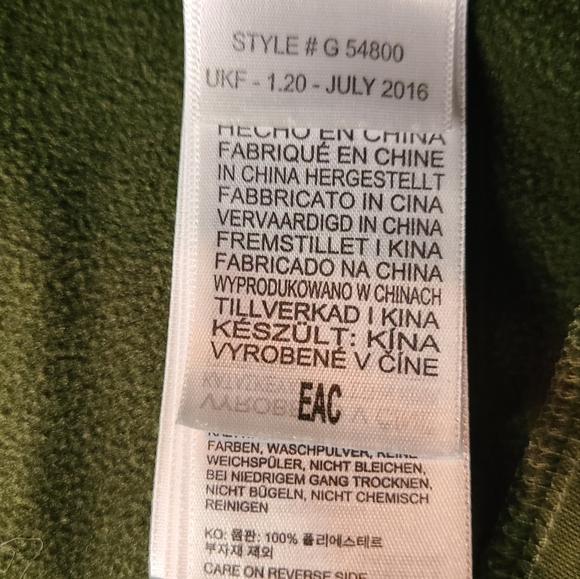 STYLE # G 54800
UKF - 1.20 - JULY 2016
HECHO EN CHINA
FABRIQUÉ EN CHINE
IN CHINA HERGESTELLT
FABBRICATO IN CINA
VERVAARDIGD IN CHINA
FREMSTILLET I KINA
FABRICADO NA CHINA
WYPRODUKOWANO W CHINACH
TILLVERKAD I KINA
KÉSZÜLT: KÍNA
VYROBENÉ V ČÍNE
EAC
FARBEN, WASCHPULVER, KEINE
WEICHSPÜLER, NICHT BLEICHEN,
BEI NIEDRIGEM GANG TROCKNEN,
NICHT BÜGELN, NICHT CHEMISCH
REINIGEN
KO: 몸판: 100% 폴리에스테르
부자재 제외
CARE ON REVERSE SIDE